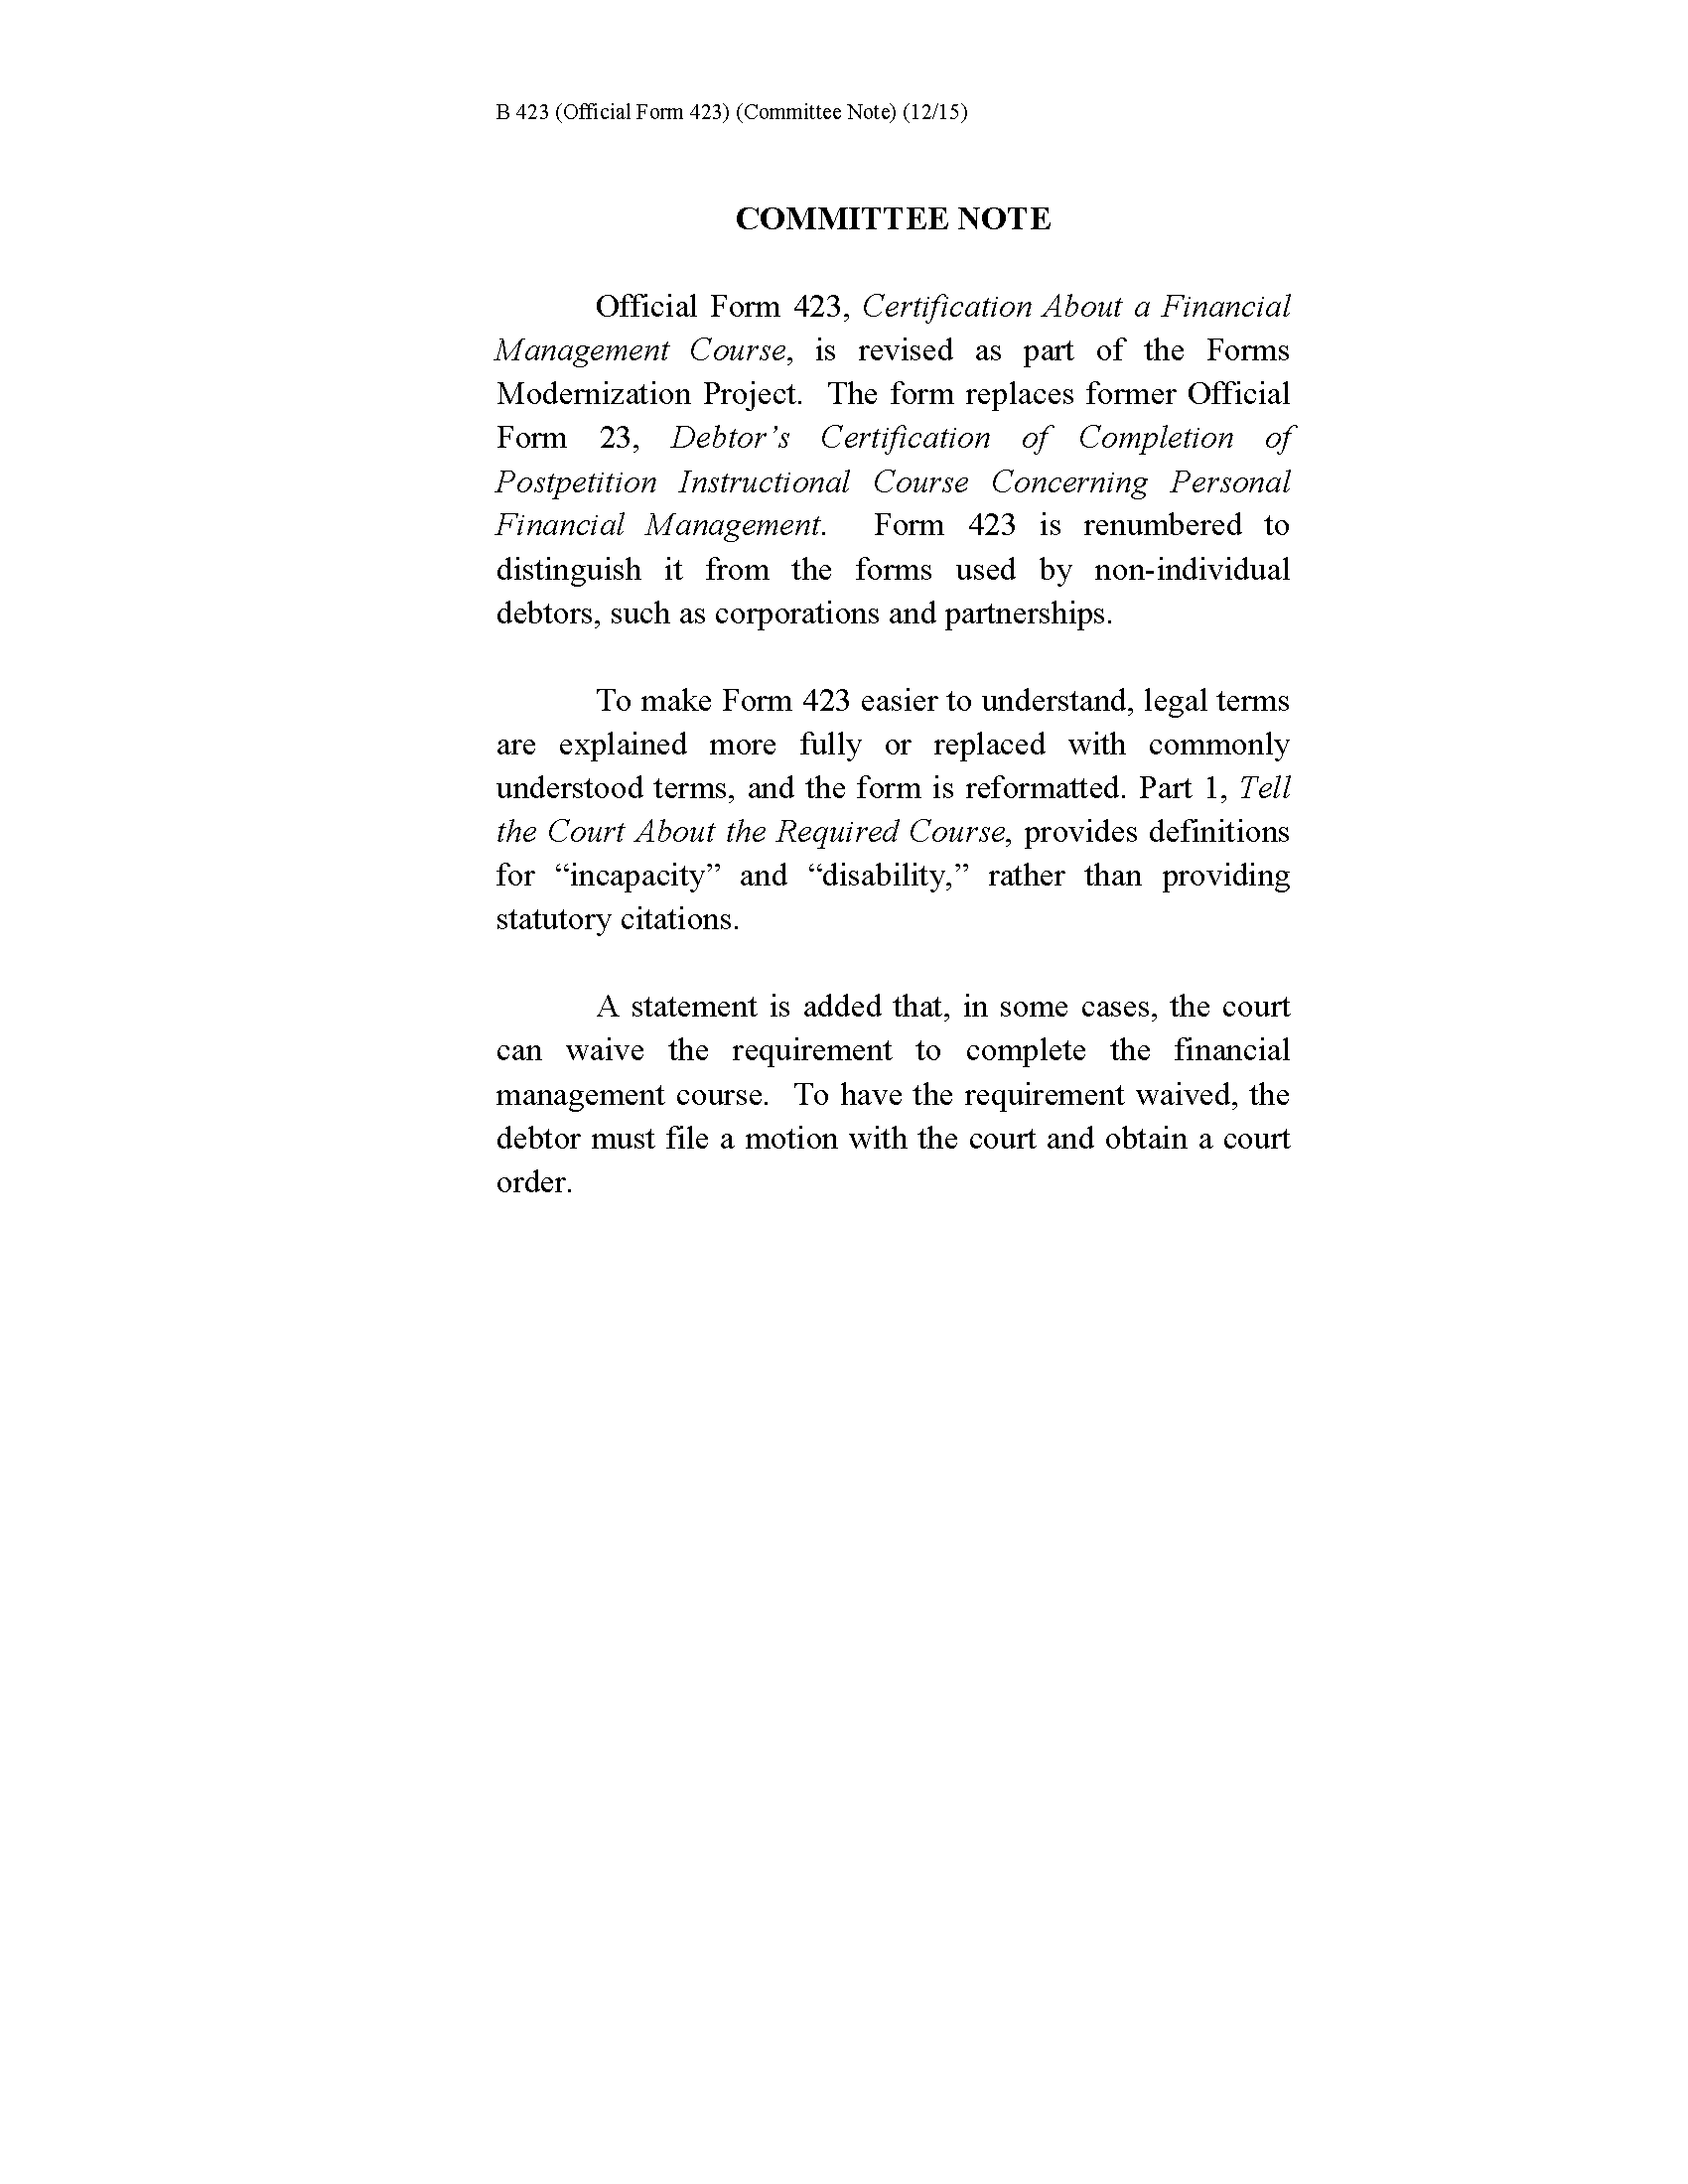 B 423 (Official Form 423) (Committee Note) (12/15)
COMMITTEE NOTE
Official Form 423, Certification About a Financial
Management Course, is revised as part of the Forms
Modernization Project.  The form replaces former Official
Form 23, Debtor’s Certification of Completion of
Postpetition Instructional Course Concerning Personal
Financial Management.  Form 423 is renumbered to
distinguish it from the forms used by non-individual
debtors, such as corporations and partnerships.
To make Form 423 easier to understand, legal terms
are explained more fully or replaced with commonly
understood terms, and the form is reformatted. Part 1, Tell
the Court About the Required Course, provides definitions
for “incapacity” and “disability,” rather than providing
statutory citations.
A statement is added that, in some cases, the court
can waive the requirement to complete the financial
management course.  To have the requirement waived, the
debtor must file a motion with the court and obtain a court
order.